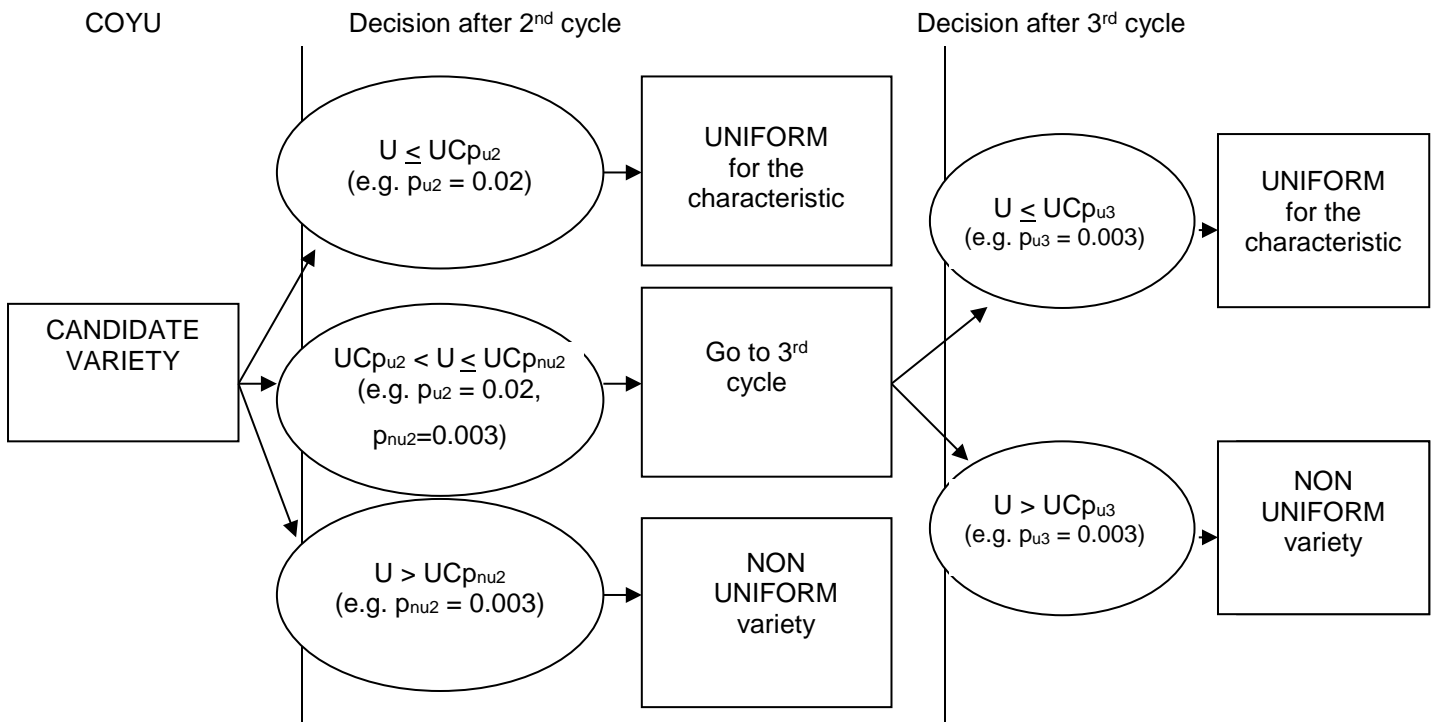 COYU
Decision after 2nd cycle
Decision after 3rd cycle
CANDIDATE
VARIETY
U ≤ UCpu2
(e.g. pu2 = 0.02)
UNIFORM
for the
characteristic
UCpu2 < U ≤ UCpnu2
(e.g. pu2 = 0.02,
pnu2=0.003)
Go to 3rd
cycle
U > UCpnu2
(e.g. pnu2 = 0.003)
NON
UNIFORM
variety
U ≤ UCpu3
(e.g. pu3 = 0.003)
UNIFORM
for the
characteristic
U > UCpu3
(e.g. pu3 = 0.003)
NON
UNIFORM
variety